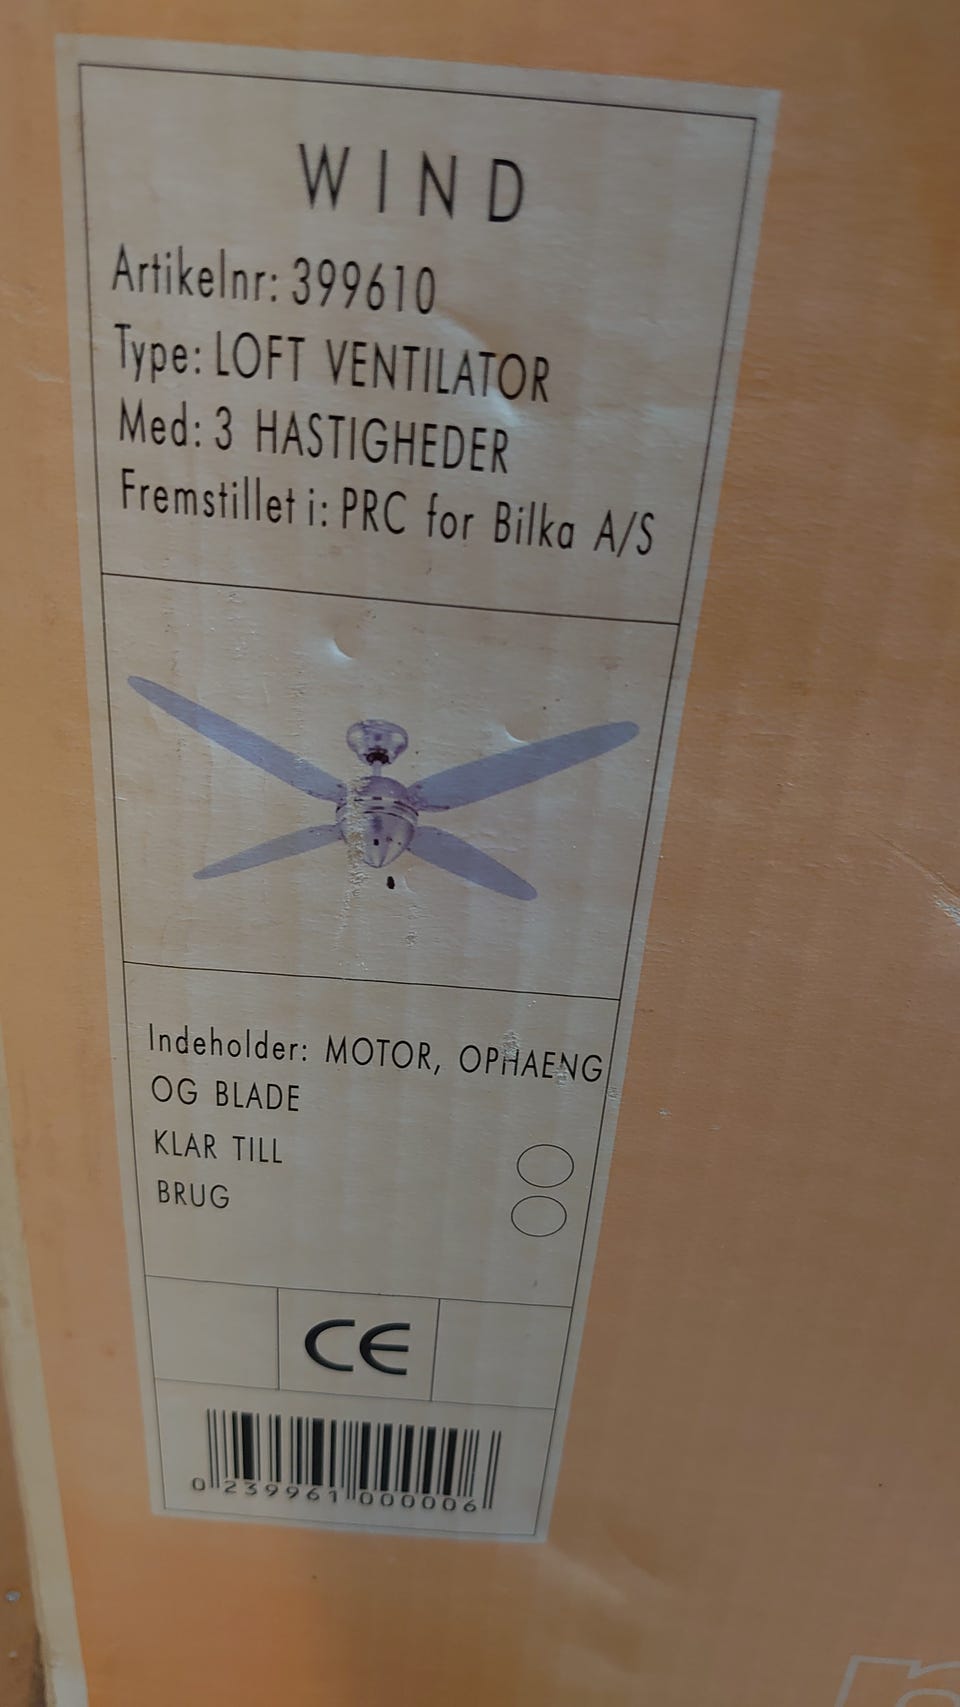 WIND
Artikelnr: 399610
Type: LOFT VENTILATOR
Med: 3 HASTIGHEDER
Fremstillet i: PRC for Bilka A/S
Indeholder: MOTOR, OPHAENG
OG BLADE
KLAR TILL
BRUG
CE
0 239961 000006